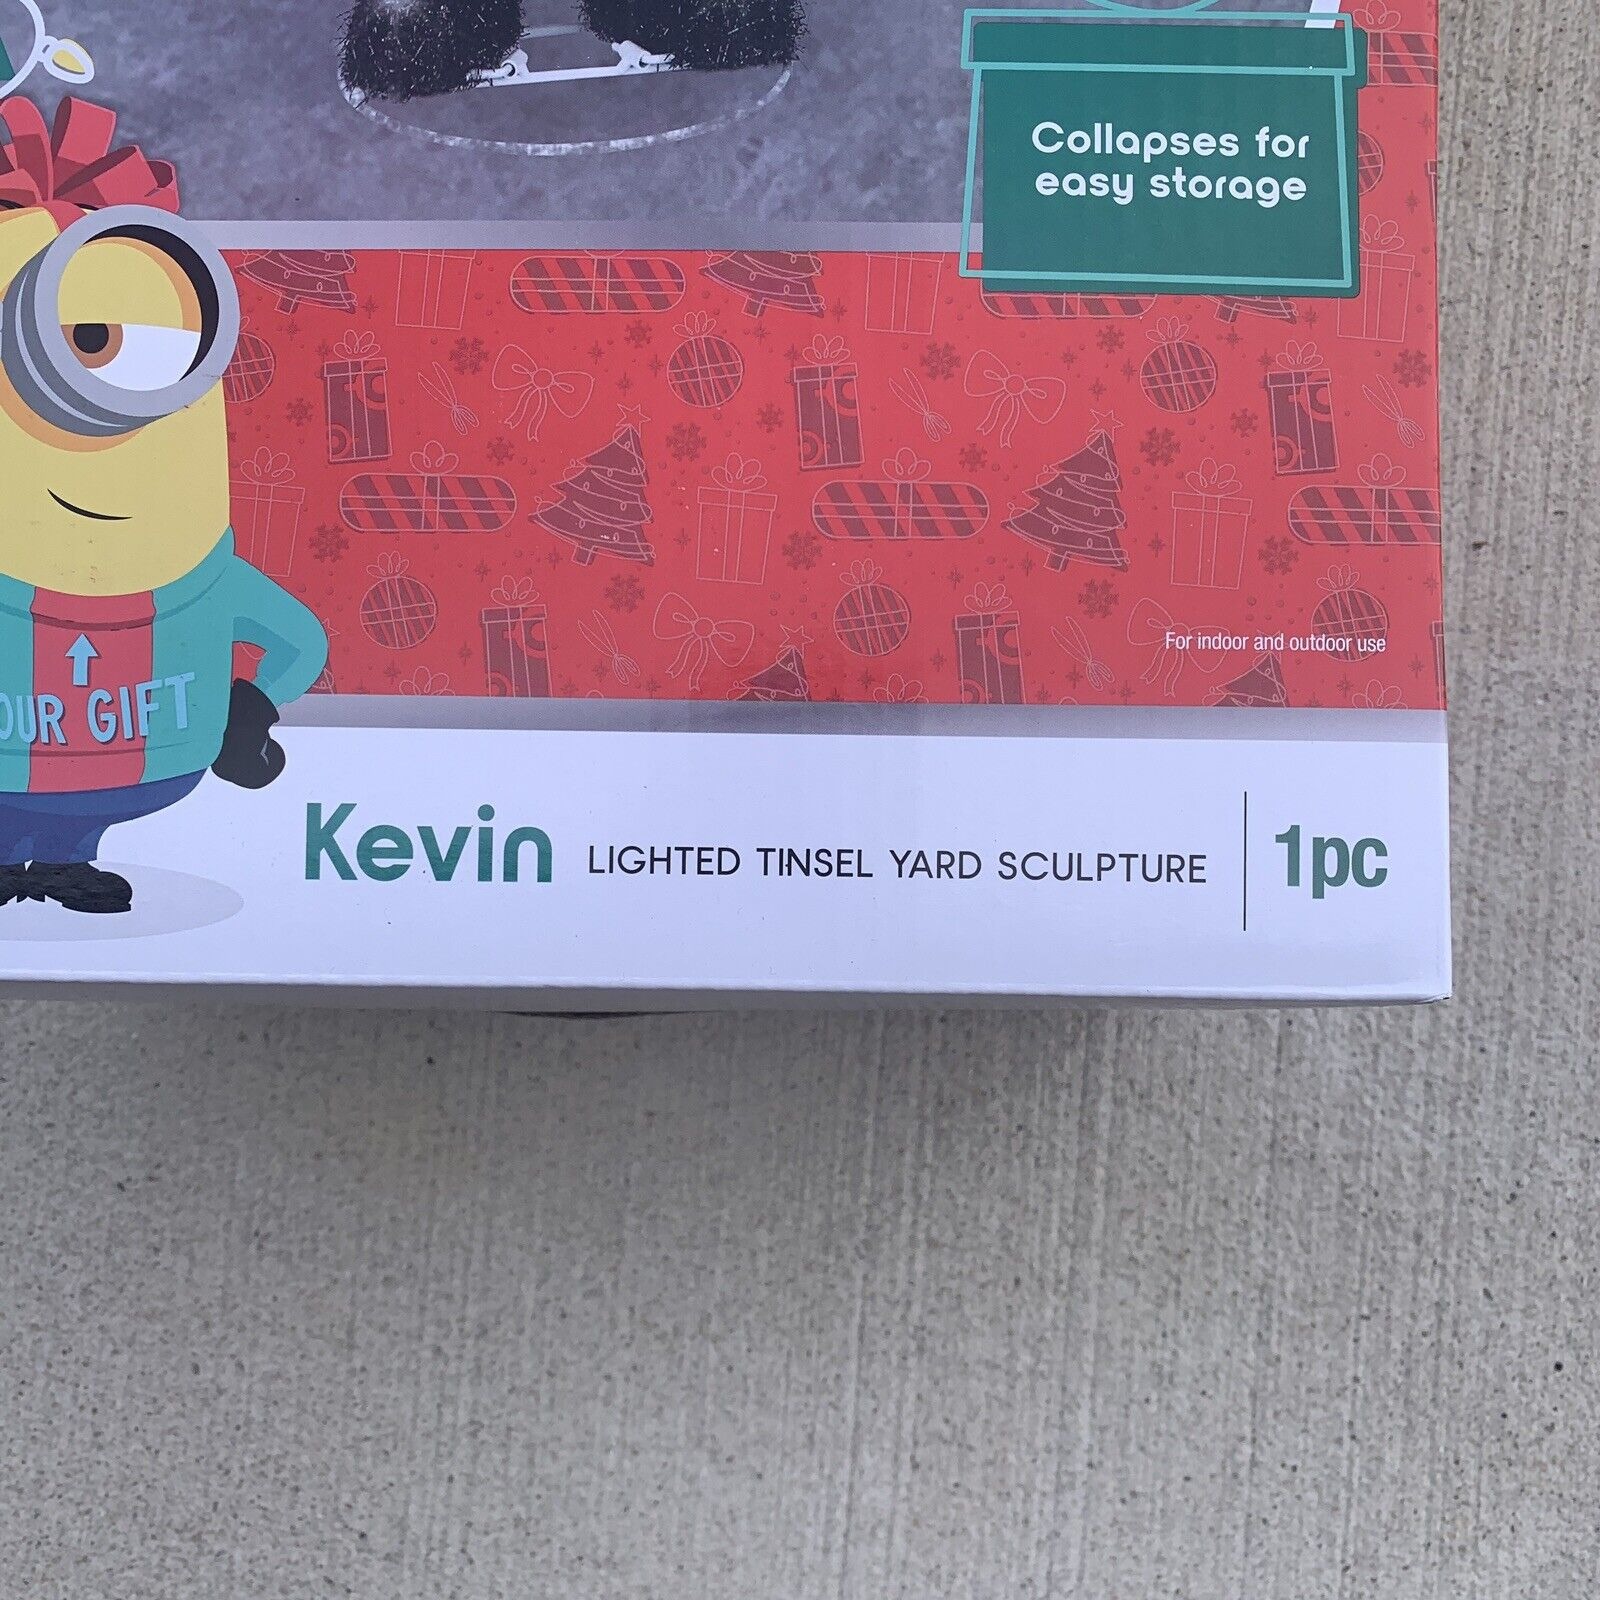 Collapses for
easy storage
For indoor and outdoor use
OUR GIFT
Kevin LIGHTED TINSEL YARD SCULPTURE 1pc